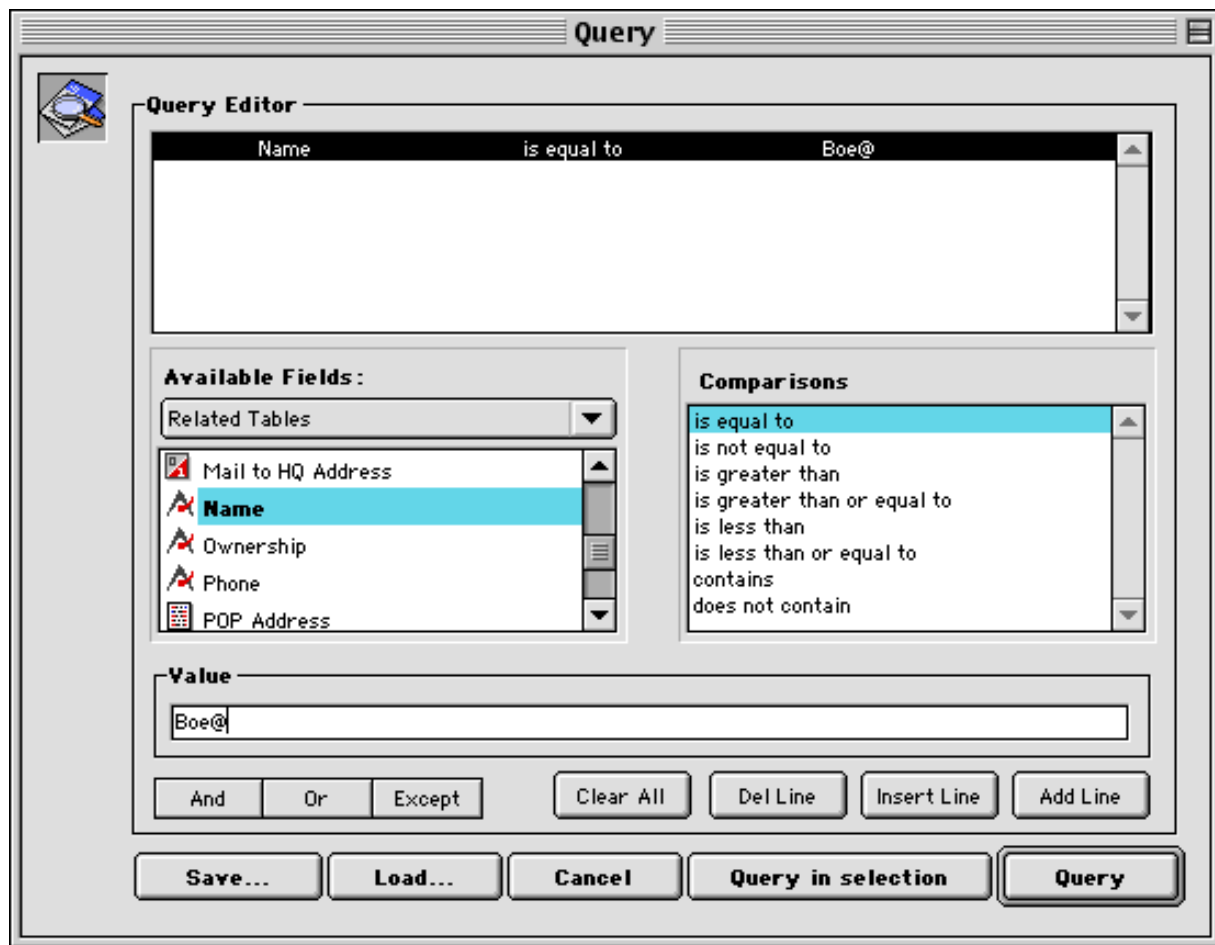 Query
Query Editor
Name is equal to Boe@
Available Fields:
Related Tables
Mail to HQ Address
Name
Ownership
Phone
POP Address
Comparisons
is equal to
is not equal to
is greater than
is greater than or equal to
is less than
is less than or equal to
contains
does not contain
Value
Boe@
And Or Except Clear All Del Line Insert Line Add Line
Save... Load... Cancel Query in selection Query